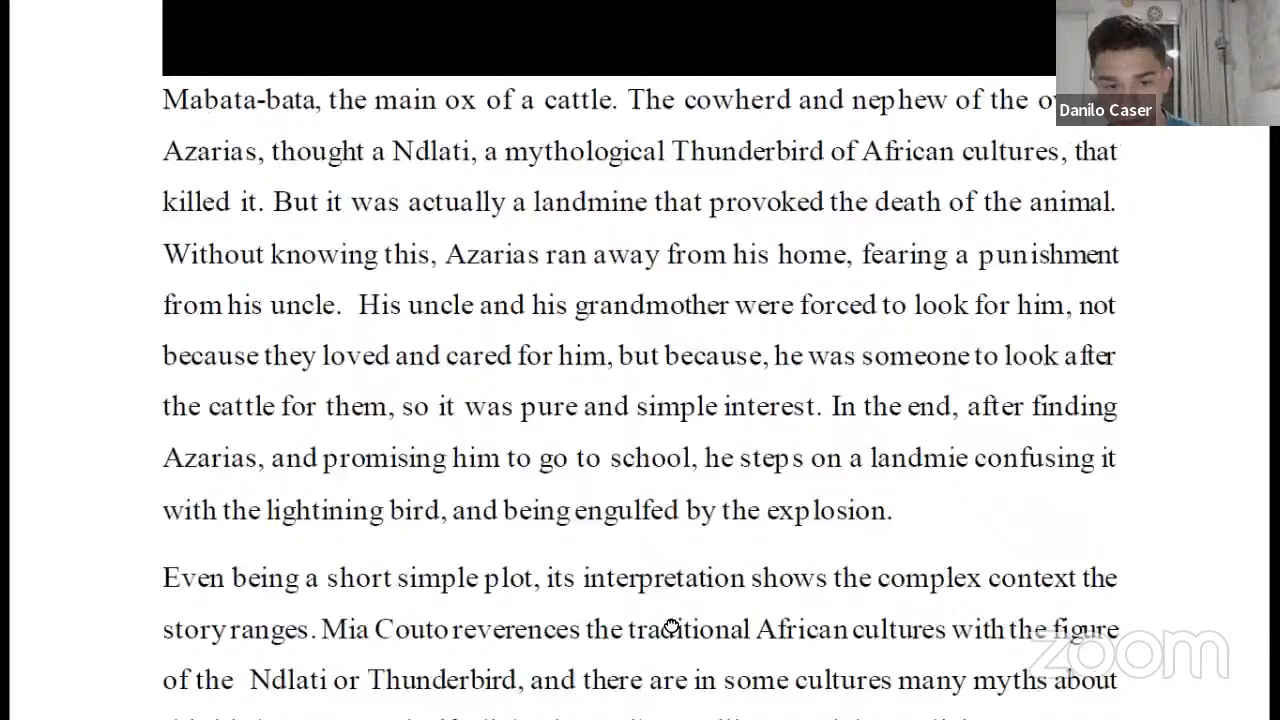 Mabata-bata, the main ox of a cattle. The cowherd and nephew of the
Danilo Caser
Azarias, thought a Ndlati, a mythological Thunderbird of African cultures, that
killed it. But it was actually a landmine that provoked the death of the animal.
Without knowing this, Azarias ran away from his home, fearing a punishment
from his uncle. His uncle and his grandmother were forced to look for him, not
because they loved and cared for him, but because, he was someone to look after
the cattle for them, so it was pure and simple interest. In the end, after finding
Azarias, and promising him to go to school, he steps on a landmie confusing it
with the lightining bird, and being engulfed by the explosion.
Even being a short simple plot, its interpretation shows the complex context the
story ranges. Mia Couto reverences the traditional African cultures with the figure
of the Ndlati or Thunderbird, and there are in some cultures many myths about
zoom